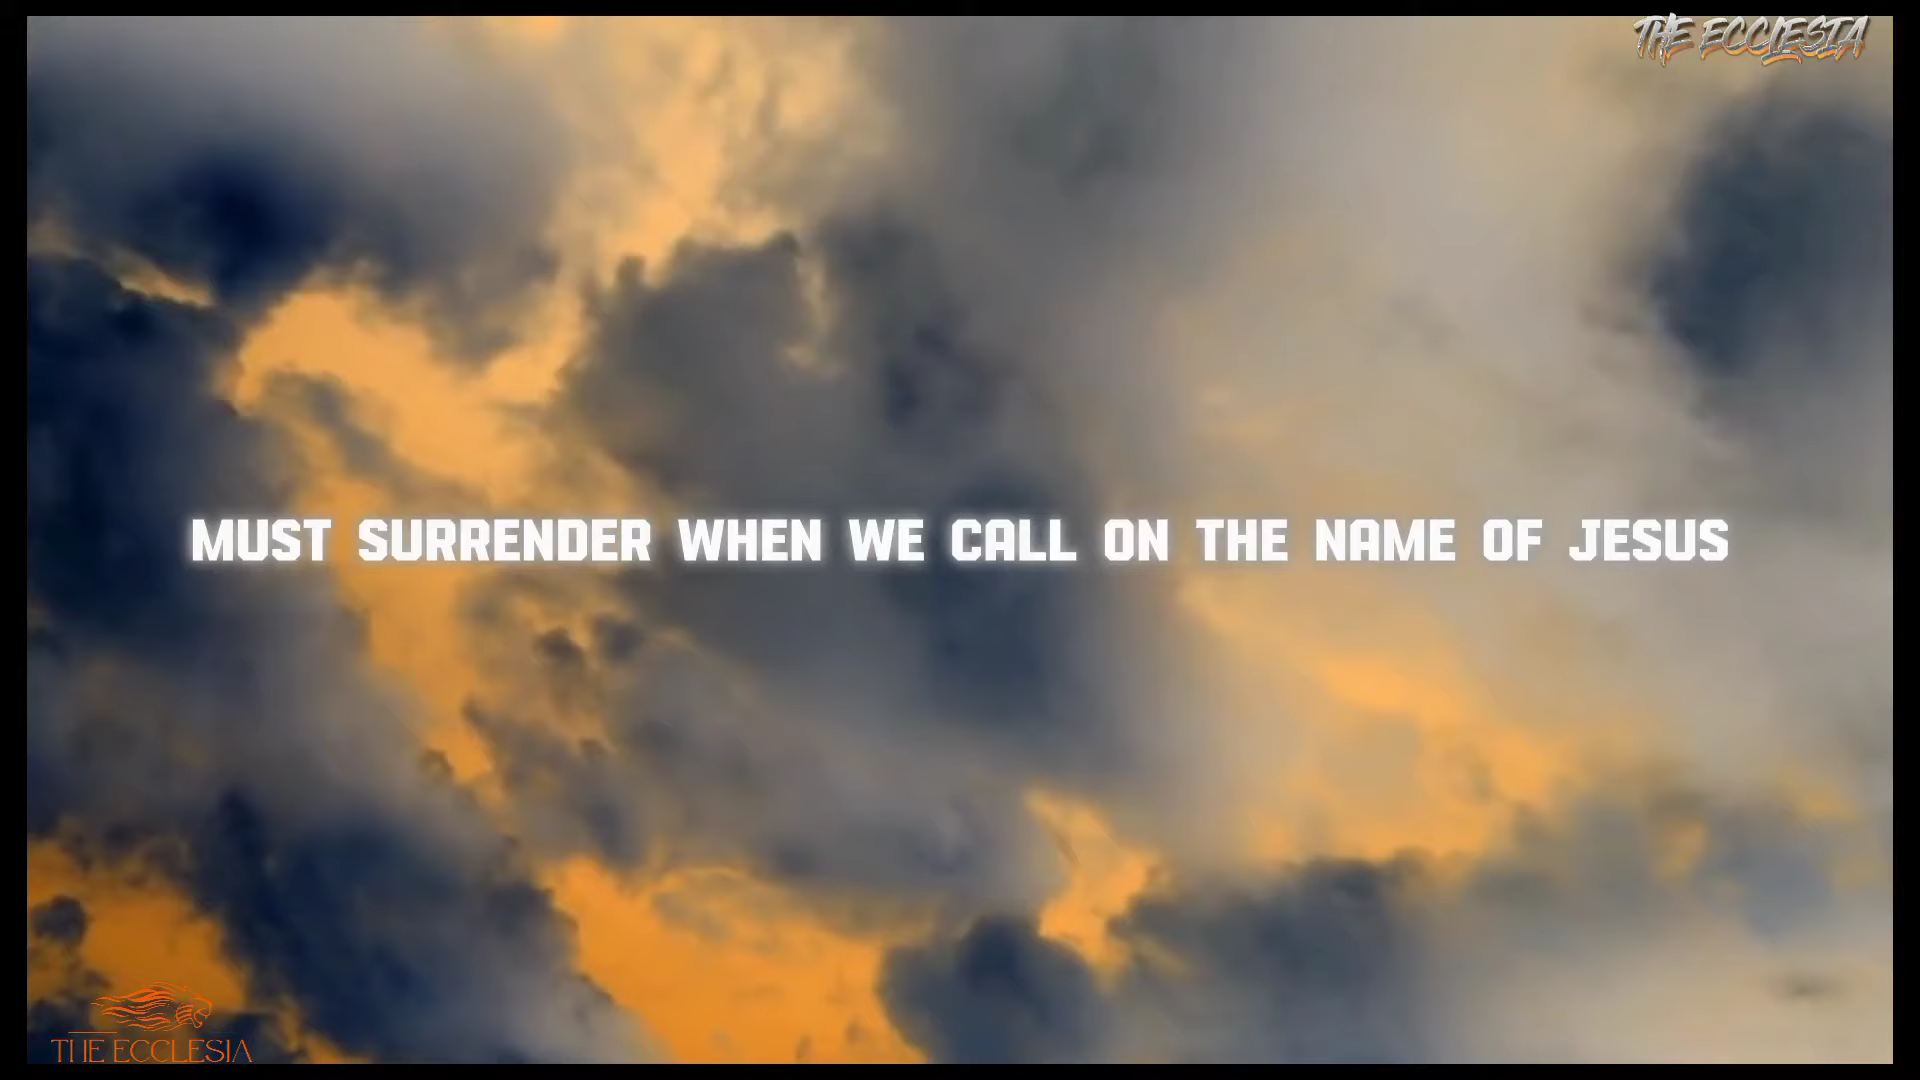 THE ECCLESIA
MUST SURRENDER WHEN WE CALL ON THE NAME OF JESUS
THE ECCLESIA